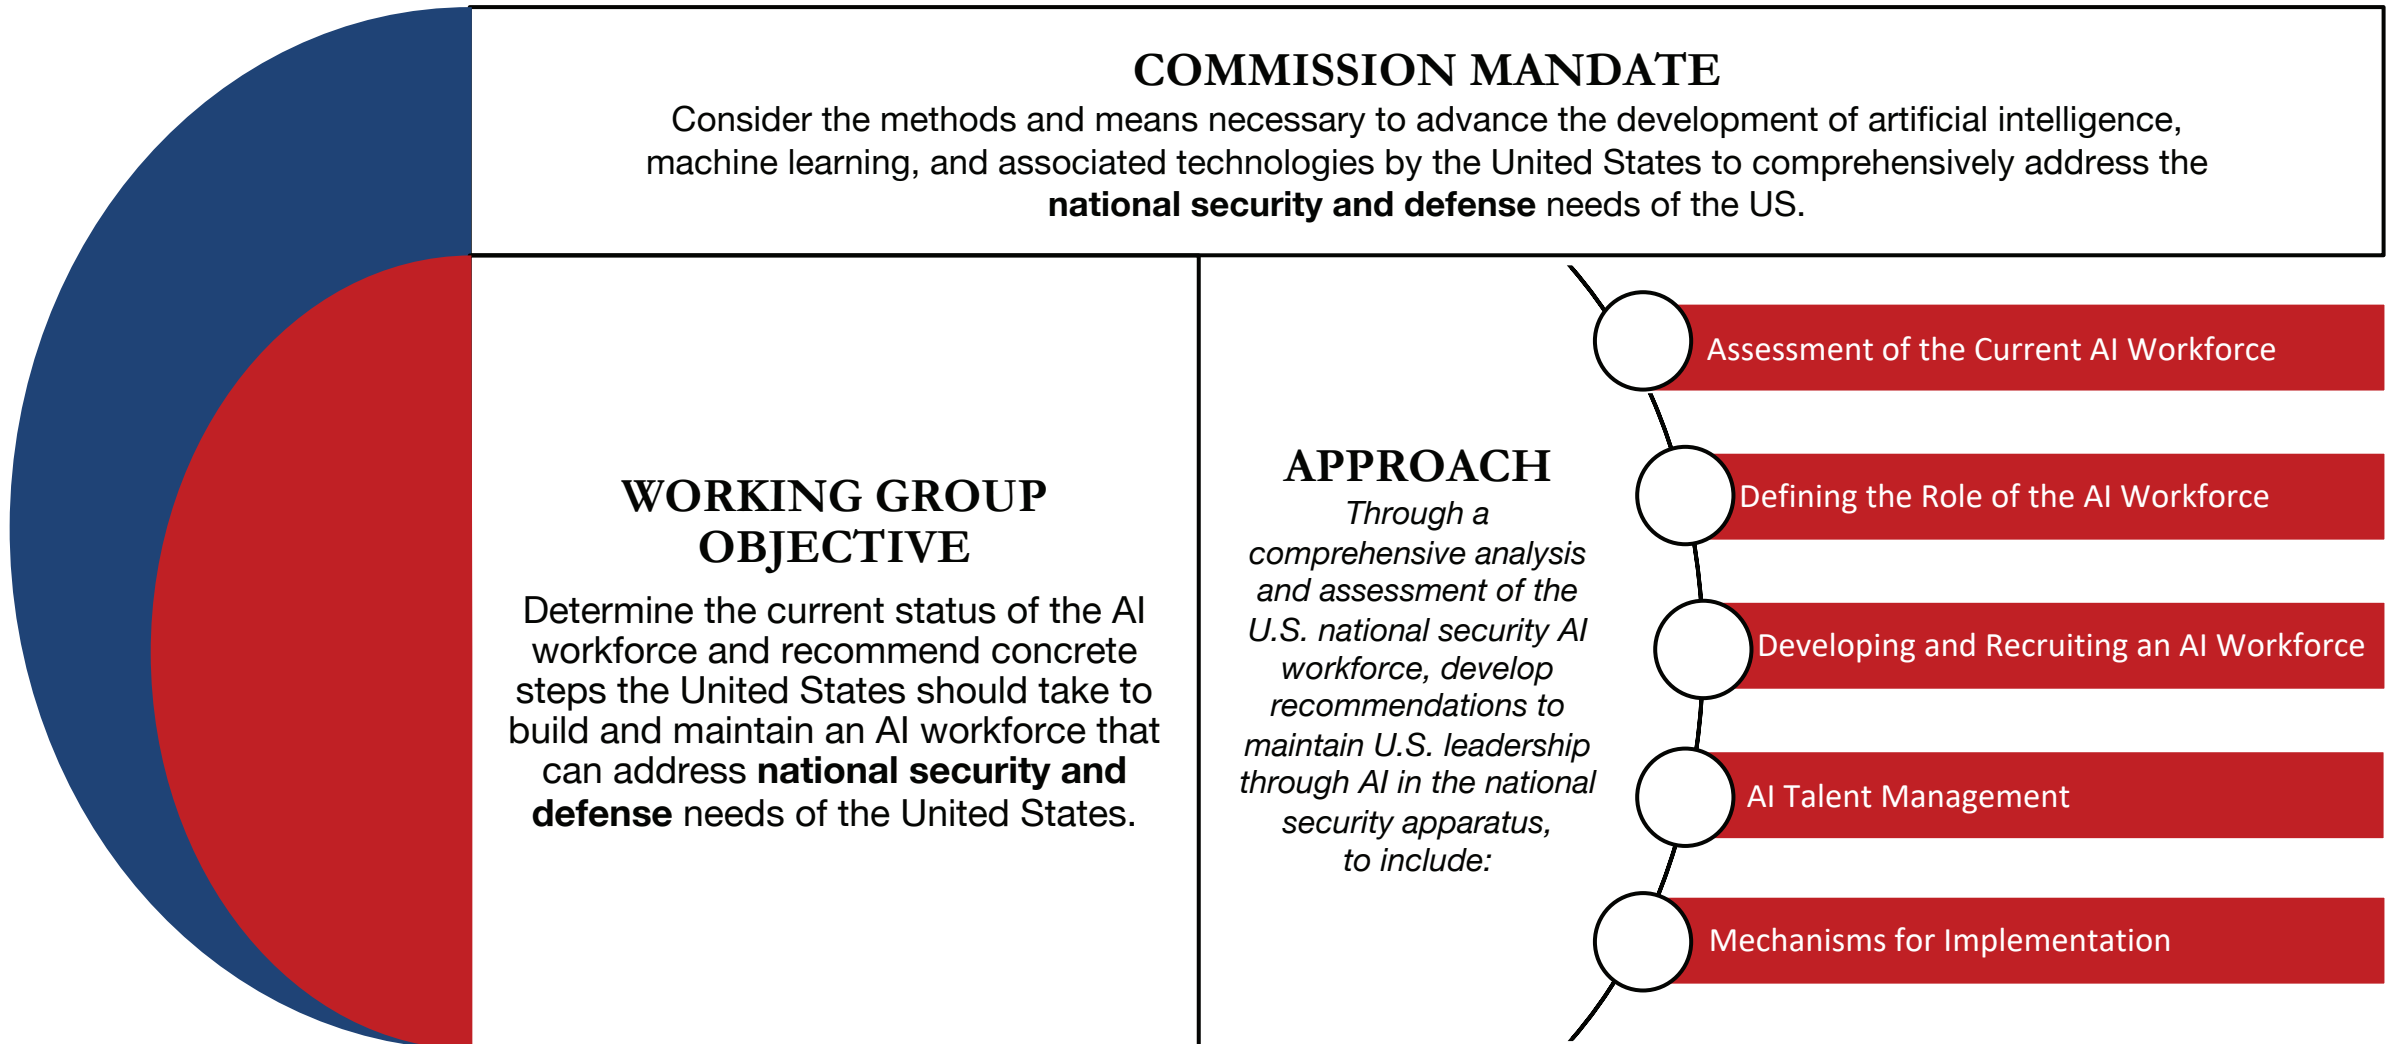 COMMISSION MANDATE
Consider the methods and means necessary to advance the development of artificial intelligence,
machine learning, and associated technologies by the United States to comprehensively address the
national security and defense needs of the US.
WORKING GROUP
OBJECTIVE
Determine the current status of the AI
workforce and recommend concrete
steps the United States should take to
build and maintain an AI workforce that
can address national security and
defense needs of the United States.
APPROACH
Through a
comprehensive analysis
and assessment of the
U.S. national security AI
workforce, develop
recommendations to
maintain U.S. leadership
through AI in the national
security apparatus,
to include:
Assessment of the Current AI Workforce
Defining the Role of the AI Workforce
Developing and Recruiting an AI Workforce
AI Talent Management
Mechanisms for Implementation